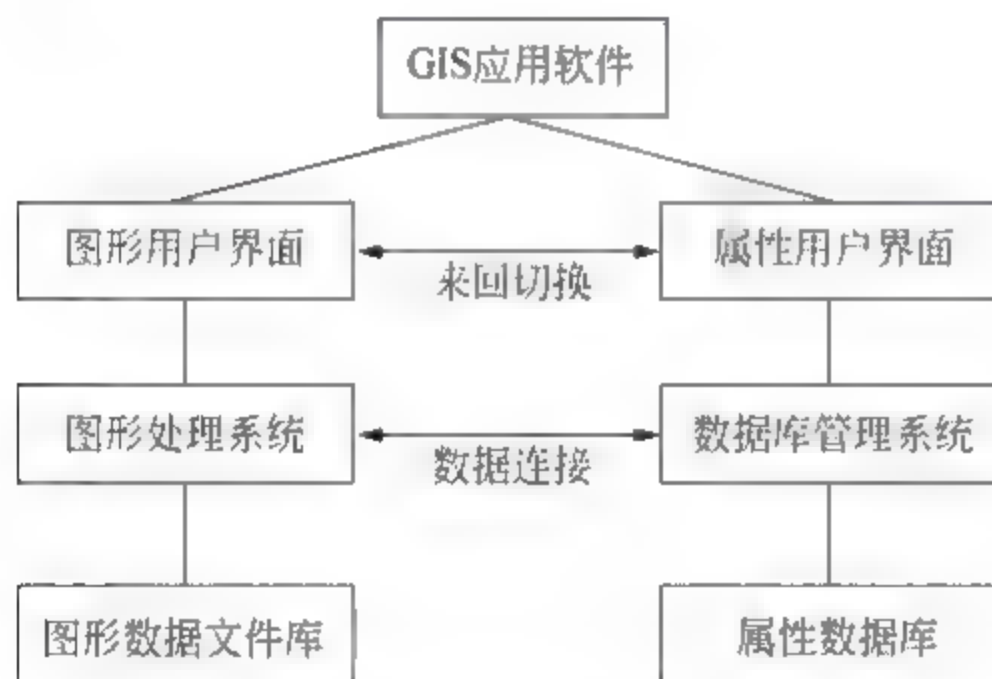 GIS应用软件
图形用户界面
来回切换
属性用户界面
图形处理系统
数据连接
数据库管理系统
图形数据文件库
属性数据库